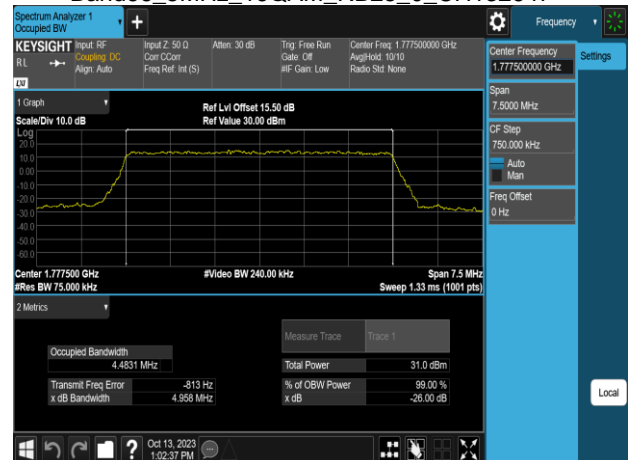 Spectrum Analyzer 1
Occupied BW
Frequency
KEYSIGHT
RL
LXI
Input: RF
Coupling: DC
Align: Auto
Input Z: 50 Ω
Corr CCorr
Freq Ref: Int (S)
Atten: 30 dB
Trig: Free Run
Gate: Off
#IF Gain: Low
Center Freq: 1.777500000 GHz
Avg|Hold: 10/10
Radio Std: None
Center Frequency
1.777500000 GHz
Settings
Span
7.5000 MHz
CF Step
750.000 kHz
Auto
Man
Freq Offset
0 Hz
1 Graph
Scale/Div 10.0 dB
Ref Lvl Offset 15.50 dB
Ref Value 30.00 dBm
Log
20.0
10.0
0.00
-10.0
-20.0
-30.0
-40.0
-50.0
-60.0
Center 1.777500 GHz
#Video BW 240.00 kHz
Span 7.5 MHz
#Res BW 75.000 kHz
Sweep 1.33 ms (1001 pts)
2 Metrics
Measure Trace
Trace 1
Occupied Bandwidth
4.4831 MHz
Total Power
31.0 dBm
Transmit Freq Error
-813 Hz
% of OBW Power
99.00 %
x dB Bandwidth
4.958 MHz
x dB
-26.00 dB
Local
Oct 13, 2023
1:02:37 PM